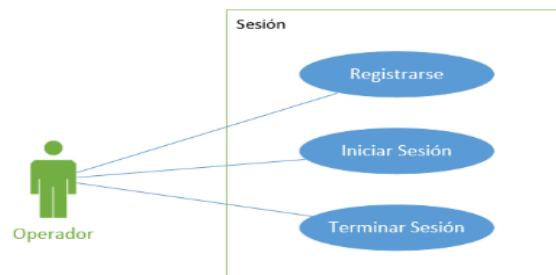 Sesión
Registrarse
Iniciar Sesión
Operador
Terminar Sesión